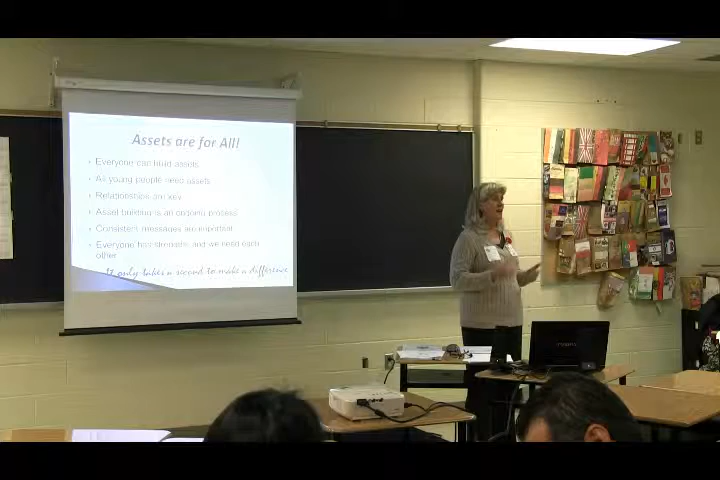 Assets are for All!
Everyone can build assets
All young people need assets
Relationships are key
Asset building is an ongoing process
Consistent messages are important
Everyone has strengths and we need each
other
It only takes a second to make a difference